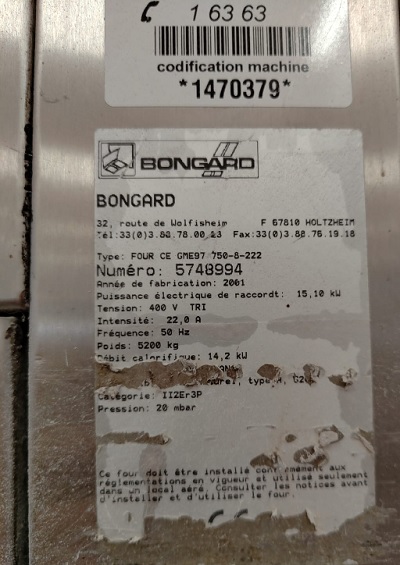 1 63 63
codification machine
*1470379*
BONGARD
BONGARD
32, route de Wolfisheim F 67810 HOLTZHEIM
Tél:33(0)3.88.78.00.23 Fax:33(0)3.88.76.19.18
Type: FOUR CE GME97 750-8-222
Numéro: 5748994
Année de fabrication: 2001
Puissance électrique de raccordt: 15,10 kW
Tension: 400 V TRI
Intensité: 22,0 A
Fréquence: 50 Hz
Poids: 5200 kg
Débit calorifique: 14,2 kW
type H, G20
Catégorie: II2Er3P
Pression: 20 mbar
Ce four doit être installé conformément aux
réglementations en vigueur et utilisé seulement
dans un local aéré. Consulter les notices avant
d'installer et d'utiliser le four.